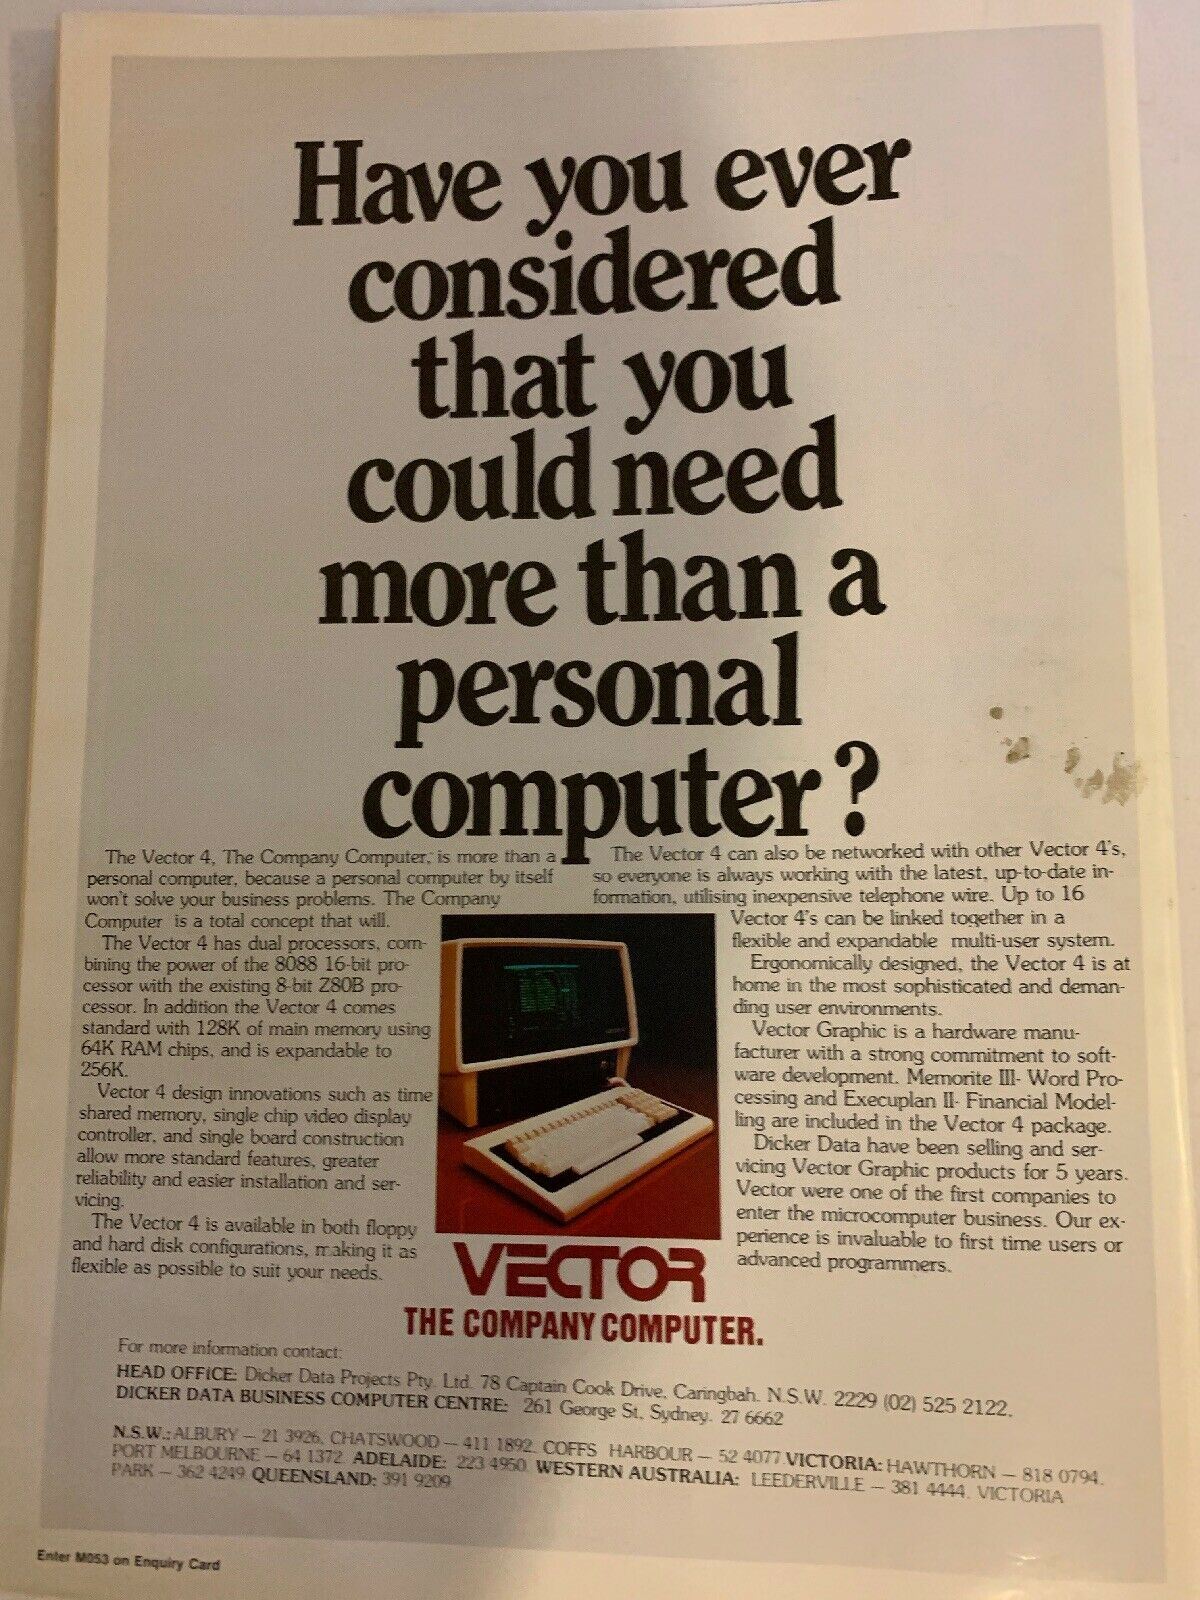 Have you ever
considered
that you
could need
more than a
personal
computer?
The Vector 4, The Company Computer, is more than a
personal computer, because a personal computer by itself
won't solve your business problems. The Company
Computer is a total concept that will.
The Vector 4 has dual processors, com-
bining the power of the 8088 16-bit pro-
cessor with the existing 8-bit Z80B pro-
cessor. In addition the Vector 4 comes
standard with 128K of main memory using
64K RAM chips, and is expandable to
256K.
Vector 4 design innovations such as time
shared memory, single chip video display
controller, and single board construction
allow more standard features, greater
reliability and easier installation and ser-
vicing.
The Vector 4 is available in both floppy
and hard disk configurations, making it as
flexible as possible to suit your needs.
The Vector 4 can also be networked with other Vector 4's,
so everyone is always working with the latest, up-to-date in-
formation, utilising inexpensive telephone wire. Up to 16
Vector 4's can be linked together in a
flexible and expandable multi-user system.
Ergonomically designed, the Vector 4 is at
home in the most sophisticated and deman-
ding user environments.
Vector Graphic is a hardware manu-
facturer with a strong commitment to soft-
ware development. Memorite III- Word Pro-
cessing and Execuplan II- Financial Model-
ling are included in the Vector 4 package.
Dicker Data have been selling and ser-
vicing Vector Graphic products for 5 years.
Vector were one of the first companies to
enter the microcomputer business. Our ex-
perience is invaluable to first time users or
advanced programmers.
VECTOR
THE COMPANY COMPUTER.
For more information contact:
HEAD OFFICE: Dicker Data Projects Pty. Ltd. 78 Captain Cook Drive, Caringbah. N.S.W. 2229 (02) 525 2122.
DICKER DATA BUSINESS COMPUTER CENTRE: 261 George St, Sydney. 27 6662
N.S.W.: ALBURY — 21 3926, CHATSWOOD — 411 1892, COFFS HARBOUR — 52 4077 VICTORIA: HAWTHORN — 818 0794.
PORT MELBOURNE — 64 1372. ADELAIDE: 223 4950. WESTERN AUSTRALIA: LEEDERVILLE — 381 4444. VICTORIA
PARK — 362 4249. QUEENSLAND: 391 9209.
Enter M053 on Enquiry Card